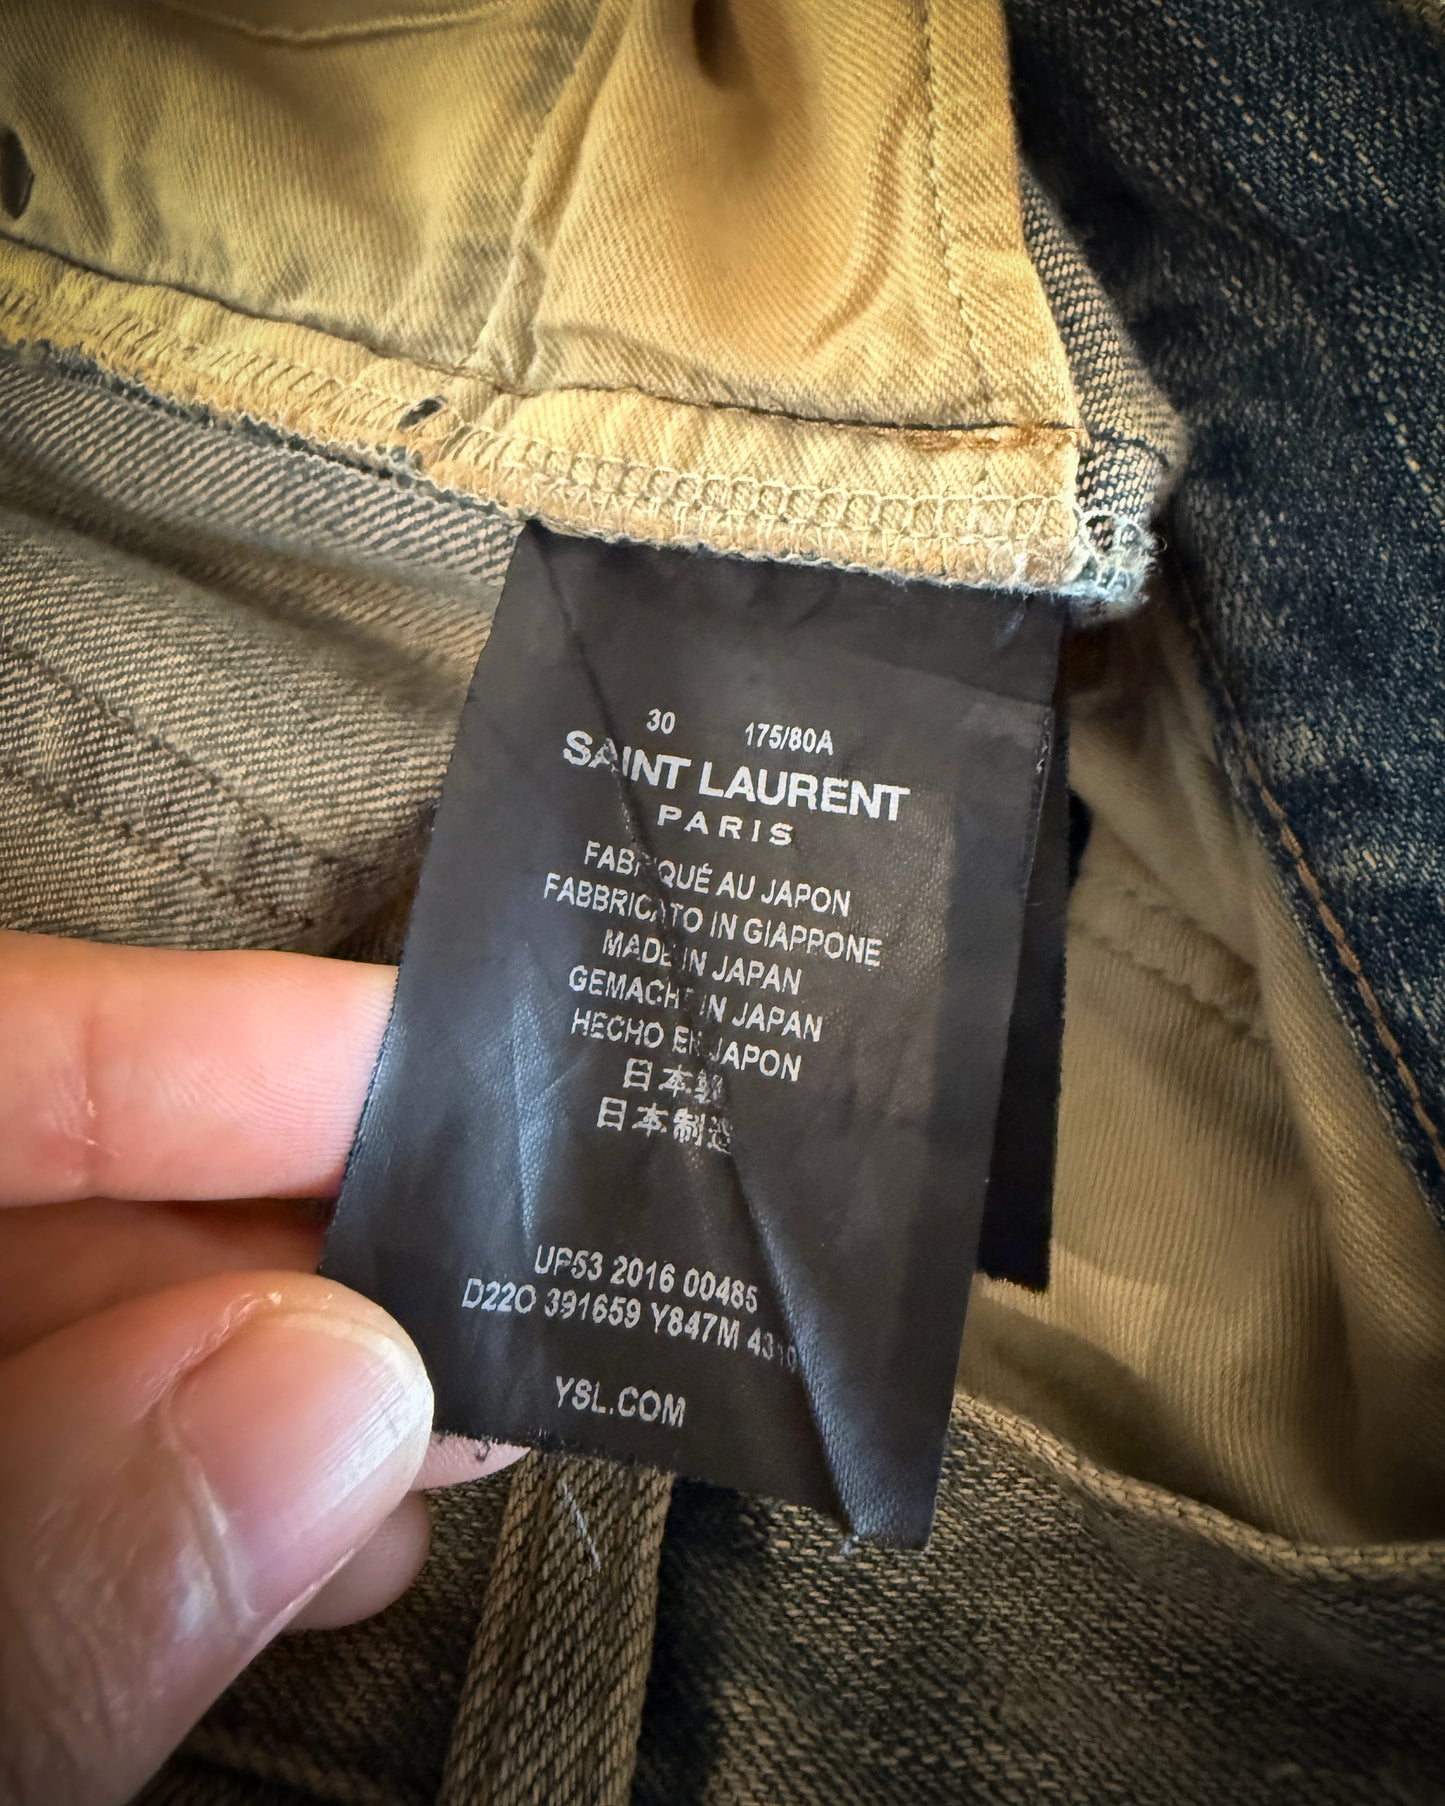 30 175/80A
SAINT LAURENT
PARIS
FABRIQUÉ AU JAPON
FABBRICATO IN GIAPPONE
MADE IN JAPAN
GEMACHT IN JAPAN
HECHO EN JAPON
日本製
日本制造
UP53 2016 00485
D22O 391659 Y847M
YSL.COM